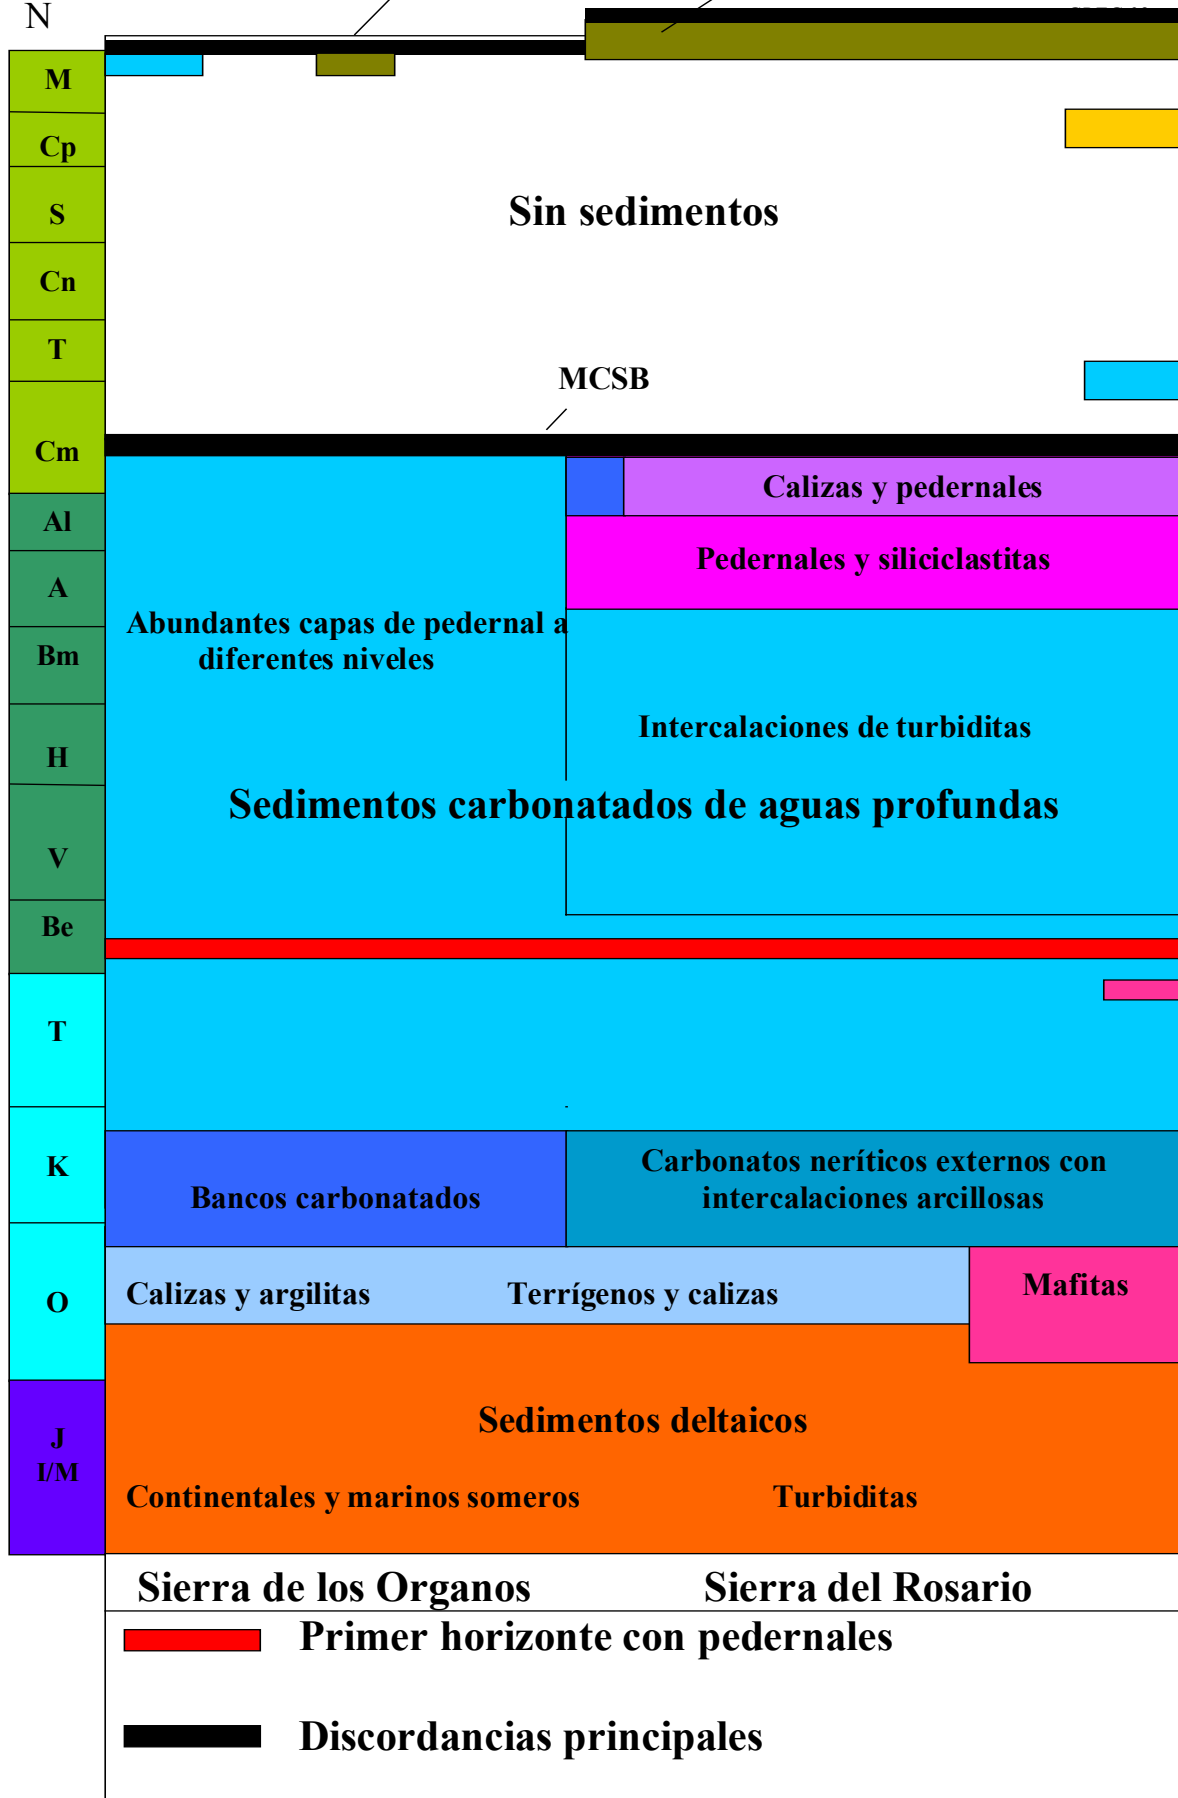 N
M
Cp
S
Sin sedimentos
Cn
T
MCSB
Cm
Calizas y pedernales
Al
Pedernales y siliciclastitas
A
Abundantes capas de pedernal a
diferentes niveles
Bm
Intercalaciones de turbiditas
H
Sedimentos carbonatados de aguas profundas
V
Be
T
K
Bancos carbonatados
Carbonatos neríticos externos con
intercalaciones arcillosas
O
Calizas y argilitas
Terrígenos y calizas
Mafitas
J
I/M
Sedimentos deltaicos
Continentales y marinos someros
Turbiditas
Sierra de los Organos
Sierra del Rosario
Primer horizonte con pedernales
Discordancias principales